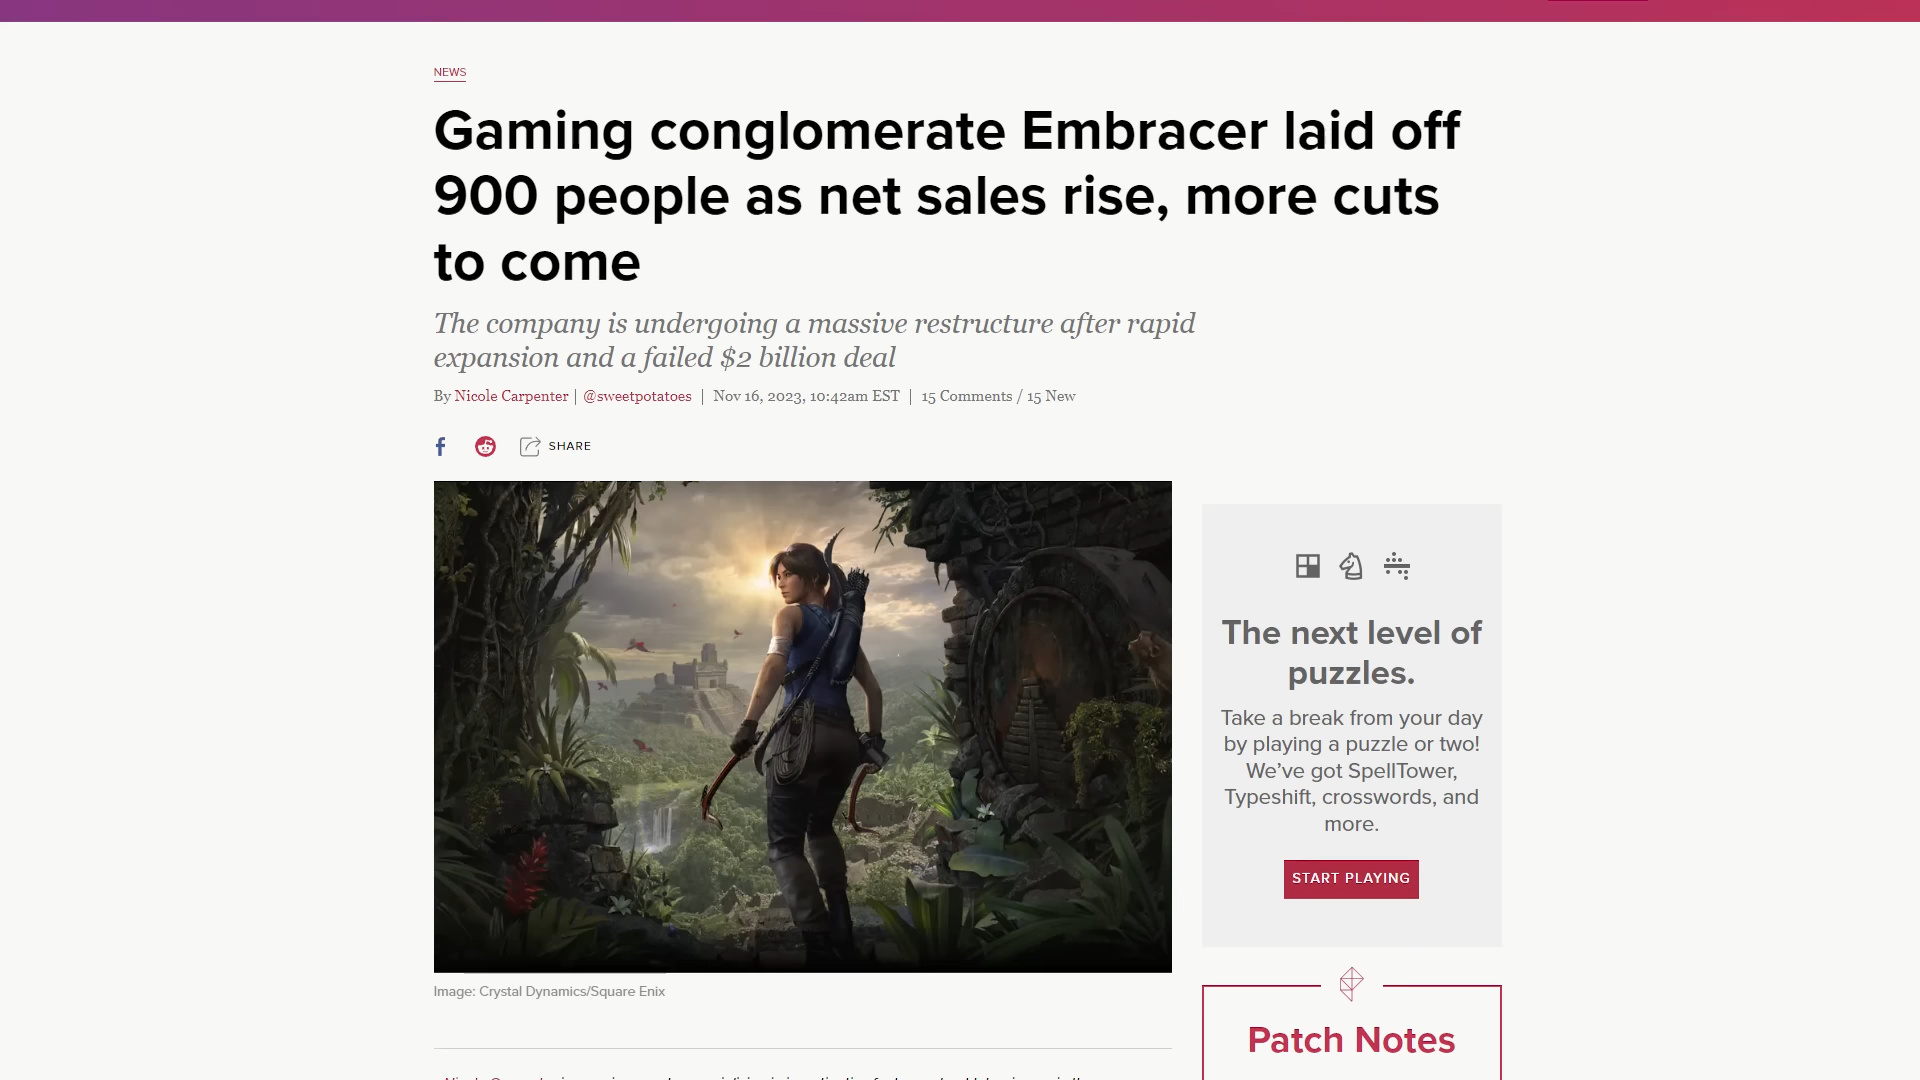 NEWS
Gaming conglomerate Embracer laid off
900 people as net sales rise, more cuts
to come
The company is undergoing a massive restructure after rapid
expansion and a failed $2 billion deal
By Nicole Carpenter | @sweetpotatoes | Nov 16, 2023, 10:42am EST | 15 Comments / 15 New
SHARE
Image: Crystal Dynamics/Square Enix
The next level of
puzzles.
Take a break from your day
by playing a puzzle or two!
We've got SpellTower,
Typeshift, crosswords, and
more.
START PLAYING
Patch Notes